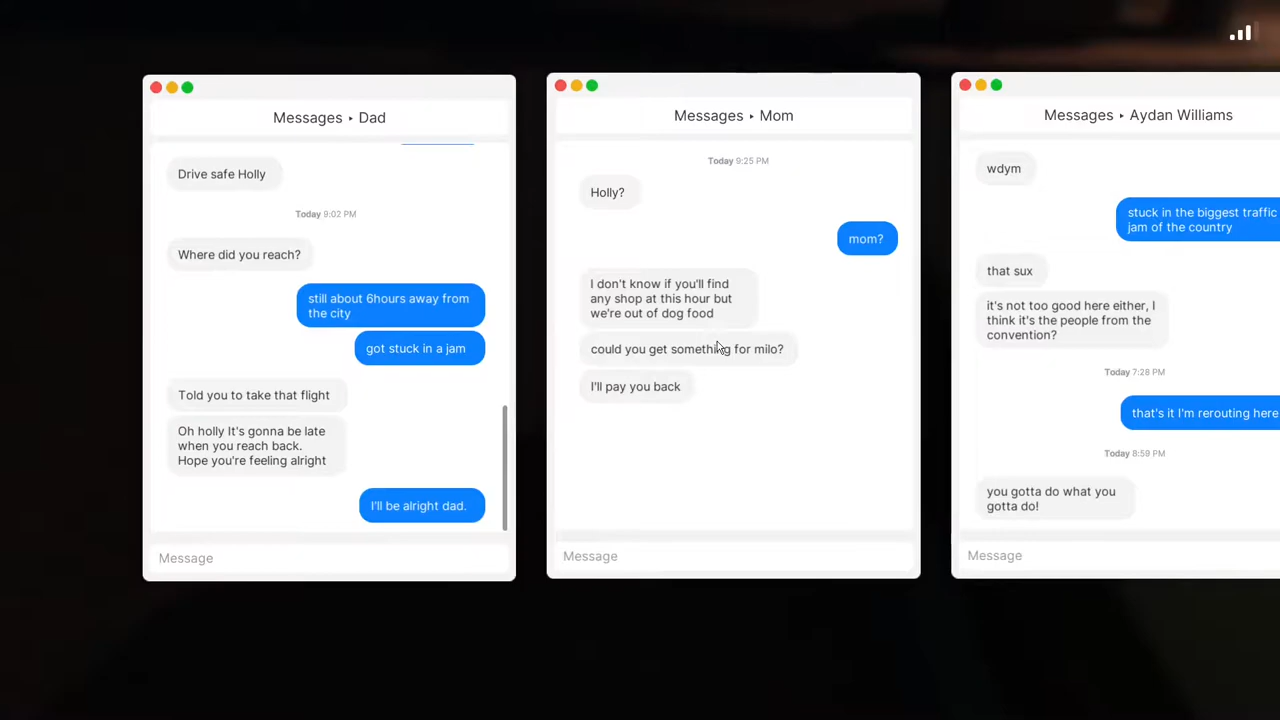 Messages ▸ Dad
Drive safe Holly
Today 9:02 PM
Where did you reach?
still about 6hours away from
the city
got stuck in a jam
Told you to take that flight
Oh holly It's gonna be late
when you reach back.
Hope you're feeling alright
I'll be alright dad.
Message
Messages ▸ Mom
Today 9:25 PM
Holly?
mom?
I don't know if you'll find
any shop at this hour but
we're out of dog food
could you get something for milo?
I'll pay you back
Message
Messages ▸ Aydan Williams
wdym
stuck in the biggest traffic
jam of the country
that sux
it's not too good here either, I
think it's the people from the
convention?
Today 7:28 PM
that's it I'm rerouting here
Today 8:59 PM
you gotta do what you
gotta do!
Message